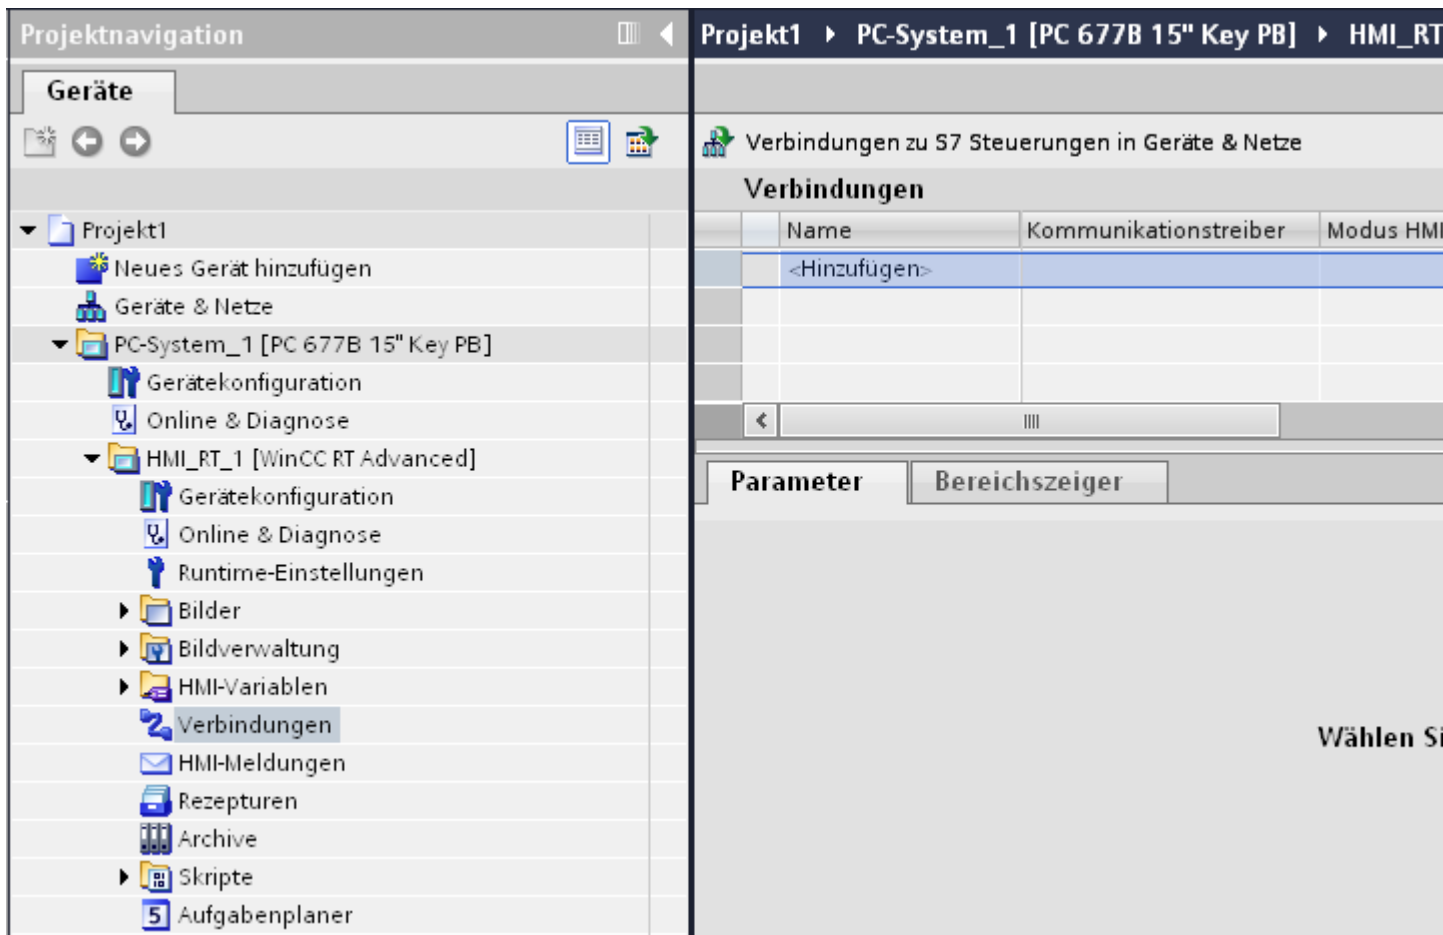 Projektnavigation
Geräte
Projekt1
Neues Gerät hinzufügen
Geräte & Netze
PC-System_1 [PC 677B 15" Key PB]
Gerätekonfiguration
Online & Diagnose
HMI_RT_1 [WinCC RT Advanced]
Gerätekonfiguration
Online & Diagnose
Runtime-Einstellungen
Bilder
Bildverwaltung
HMI-Variablen
Verbindungen
HMI-Meldungen
Rezepturen
Archive
Skripte
5 Aufgabenplaner
Projekt1 PC-System_1 [PC 677B 15" Key PB] HMI_RT
Verbindungen zu S7 Steuerungen in Geräte & Netze
Verbindungen
Name Kommunikationstreiber Modus HMI
<Hinzufügen>
Parameter Bereichszeiger
Wählen Si